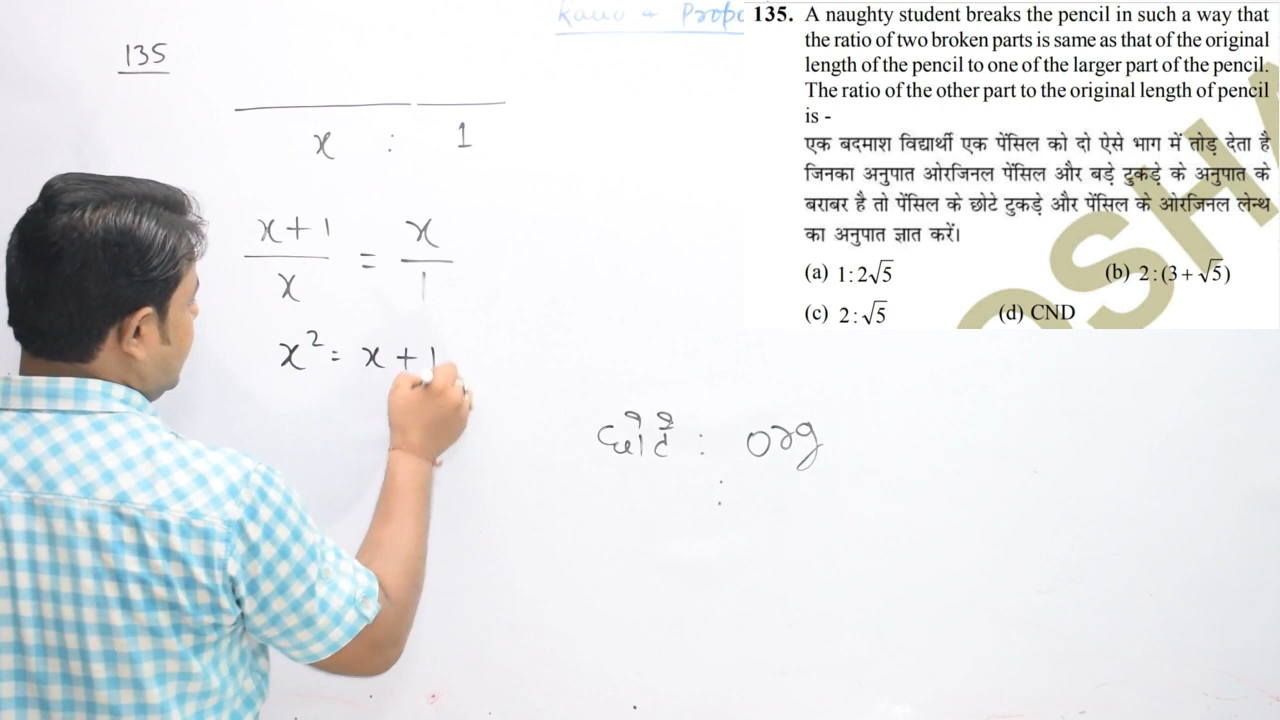 Ratio & Propo
135
x : 1
x+1/x = x/1
x² = x + 1
छोटे : org
:
135. A naughty student breaks the pencil in such a way that
the ratio of two broken parts is same as that of the original
length of the pencil to one of the larger part of the pencil.
The ratio of the other part to the original length of pencil
is -
एक बदमाश विद्यार्थी एक पेंसिल को दो ऐसे भाग में तोड़ देता है
जिनका अनुपात ओरजिनल पेंसिल और बड़े टुकड़े के अनुपात के
बराबर है तो पेंसिल के छोटे टुकड़े और पेंसिल के ओरजिनल लेन्थ
का अनुपात ज्ञात करें।
(a) 1:2√5 (b) 2:(3+√5)
(c) 2:√5 (d) CND